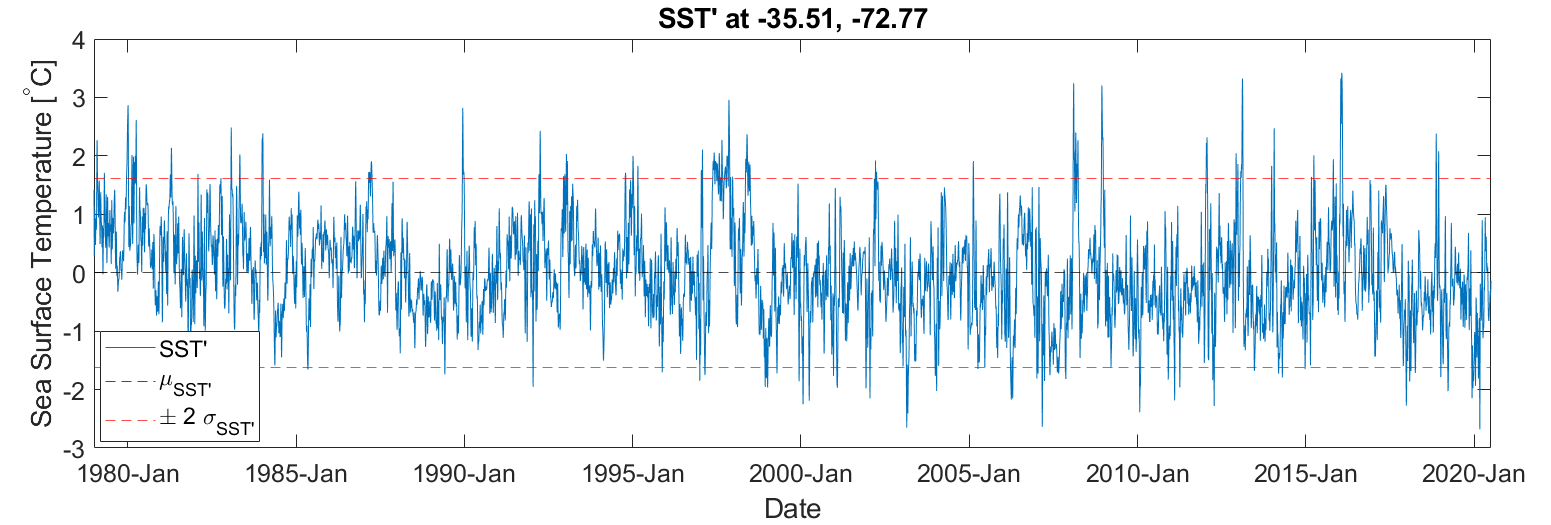 SST' at -35.51, -72.77
Sea Surface Temperature [°C]
4
3
2
1
0
-1
-2
-3
SST'
μSST'
± 2 σSST'
1980-Jan 1985-Jan 1990-Jan 1995-Jan 2000-Jan 2005-Jan 2010-Jan 2015-Jan 2020-Jan
Date